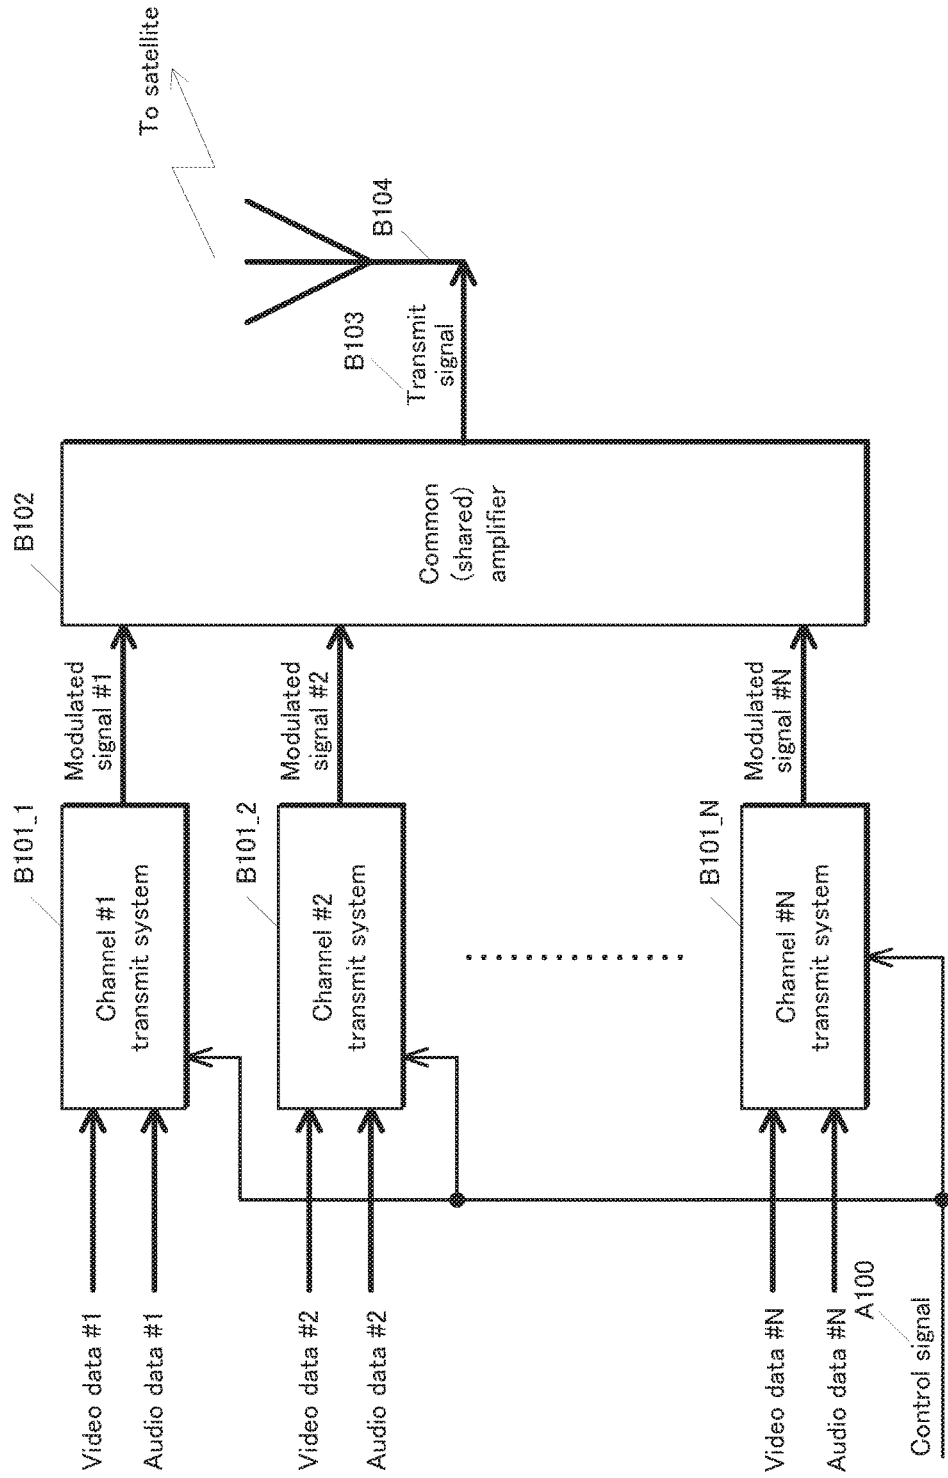 Video data #1
Audio data #1
Video data #2
Audio data #2
Video data #N
Audio data #N
A100
Control signal
B101_1
Channel #1
transmit system
B101_2
Channel #2
transmit system
B101_N
Channel #N
transmit system
Modulated
signal #1
Modulated
signal #2
Modulated
signal #N
B102
Common
(shared)
amplifier
B103
Transmit
signal
B104
To satellite